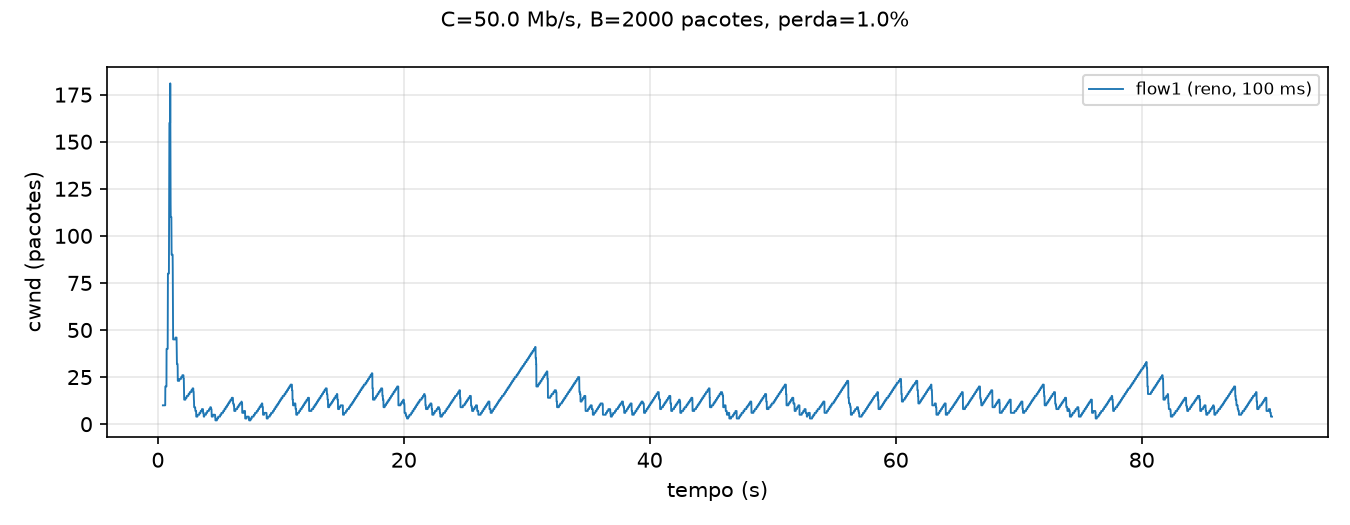 C=50.0 Mb/s, B=2000 pacotes, perda=1.0%
flow1 (reno, 100 ms)
cwnd (pacotes)
175
150
125
100
75
50
25
0
0 20 40 60 80
tempo (s)